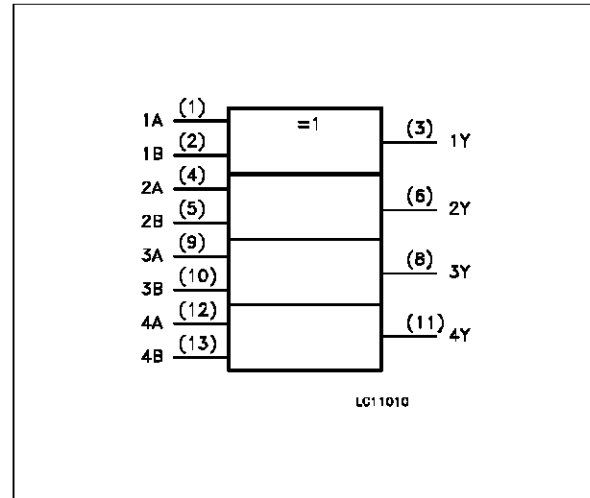 1A (1)
=1
(3) 1Y
1B (2)
2A (4)
(6) 2Y
2B (5)
3A (9)
(8) 3Y
3B (10)
4A (12)
(11) 4Y
4B (13)
LC11010